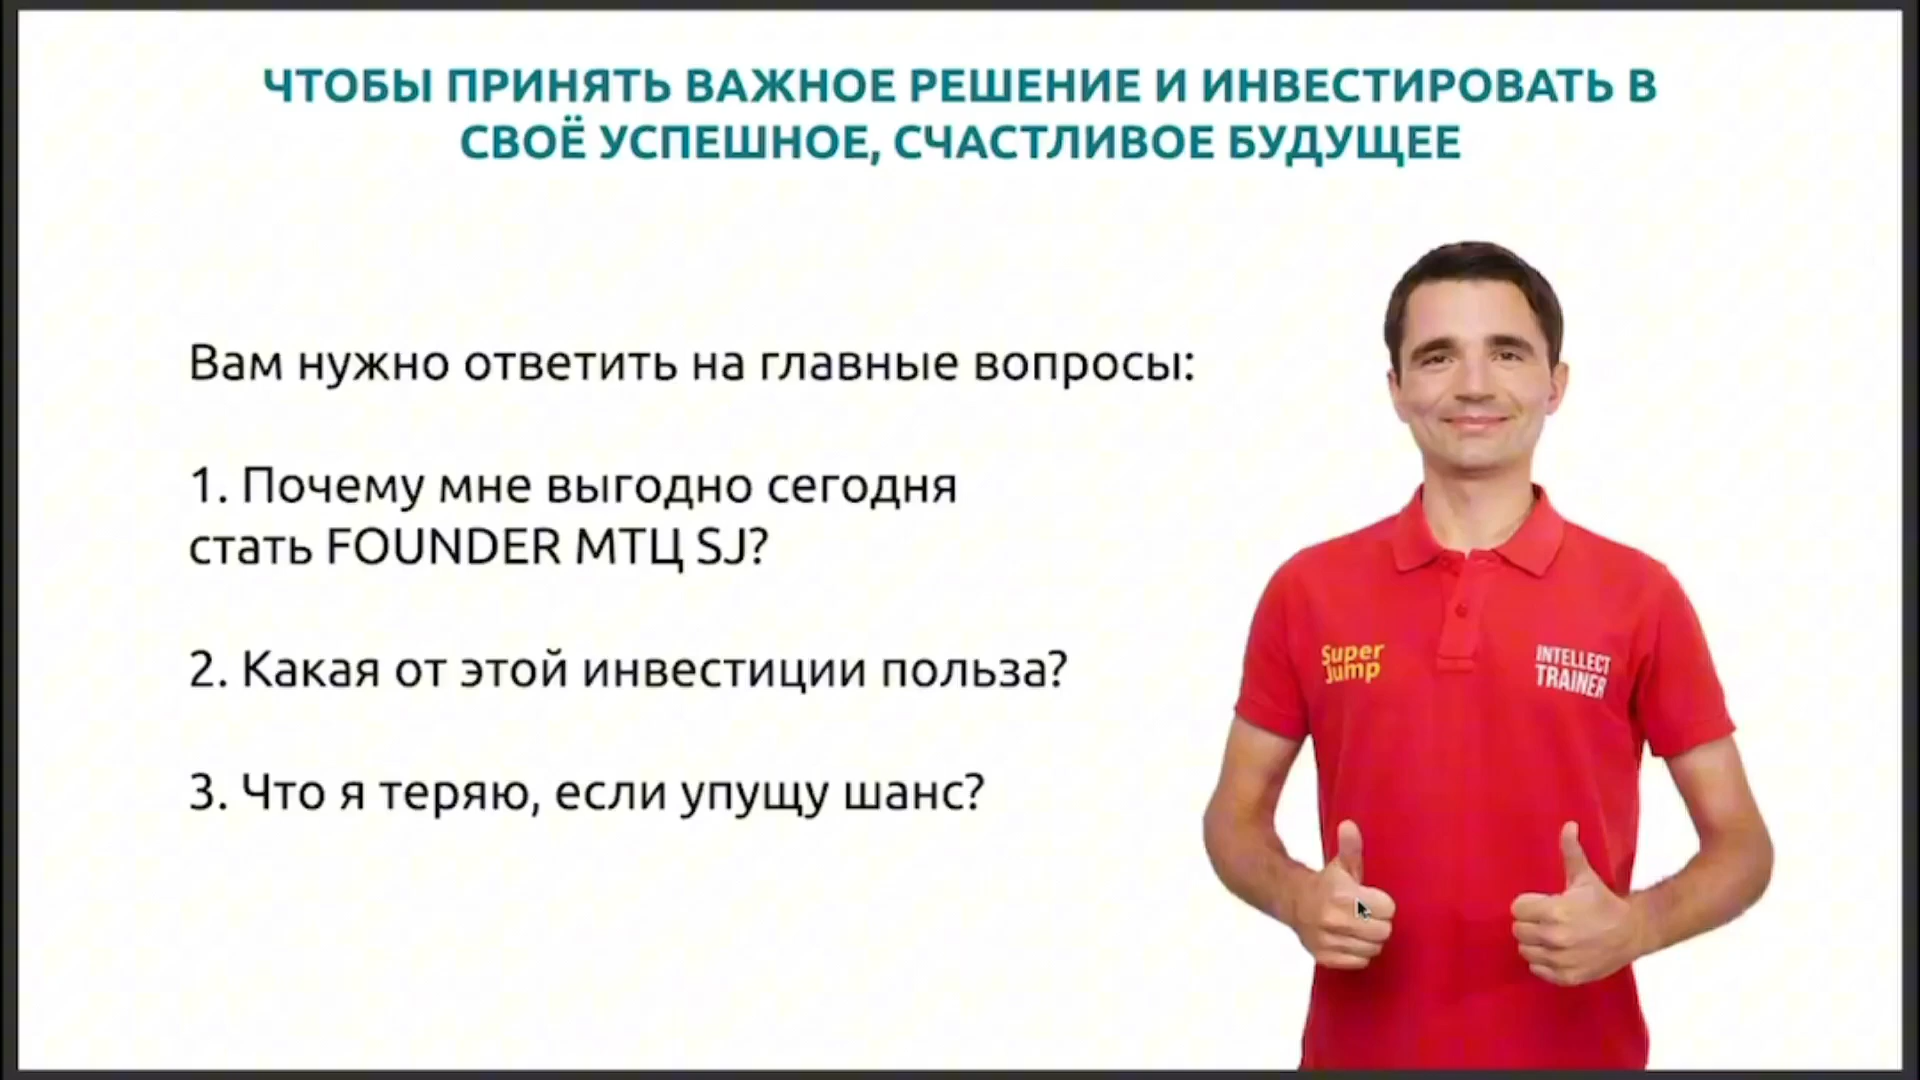 ЧТОБЫ ПРИНЯТЬ ВАЖНОЕ РЕШЕНИЕ И ИНВЕСТИРОВАТЬ В
СВОЁ УСПЕШНОЕ, СЧАСТЛИВОЕ БУДУЩЕЕ
Вам нужно ответить на главные вопросы:
1. Почему мне выгодно сегодня
стать FOUNDER МТЦ SJ?
2. Какая от этой инвестиции польза?
3. Что я теряю, если упущу шанс?
Super
Jump
INTELLECT
TRAINER